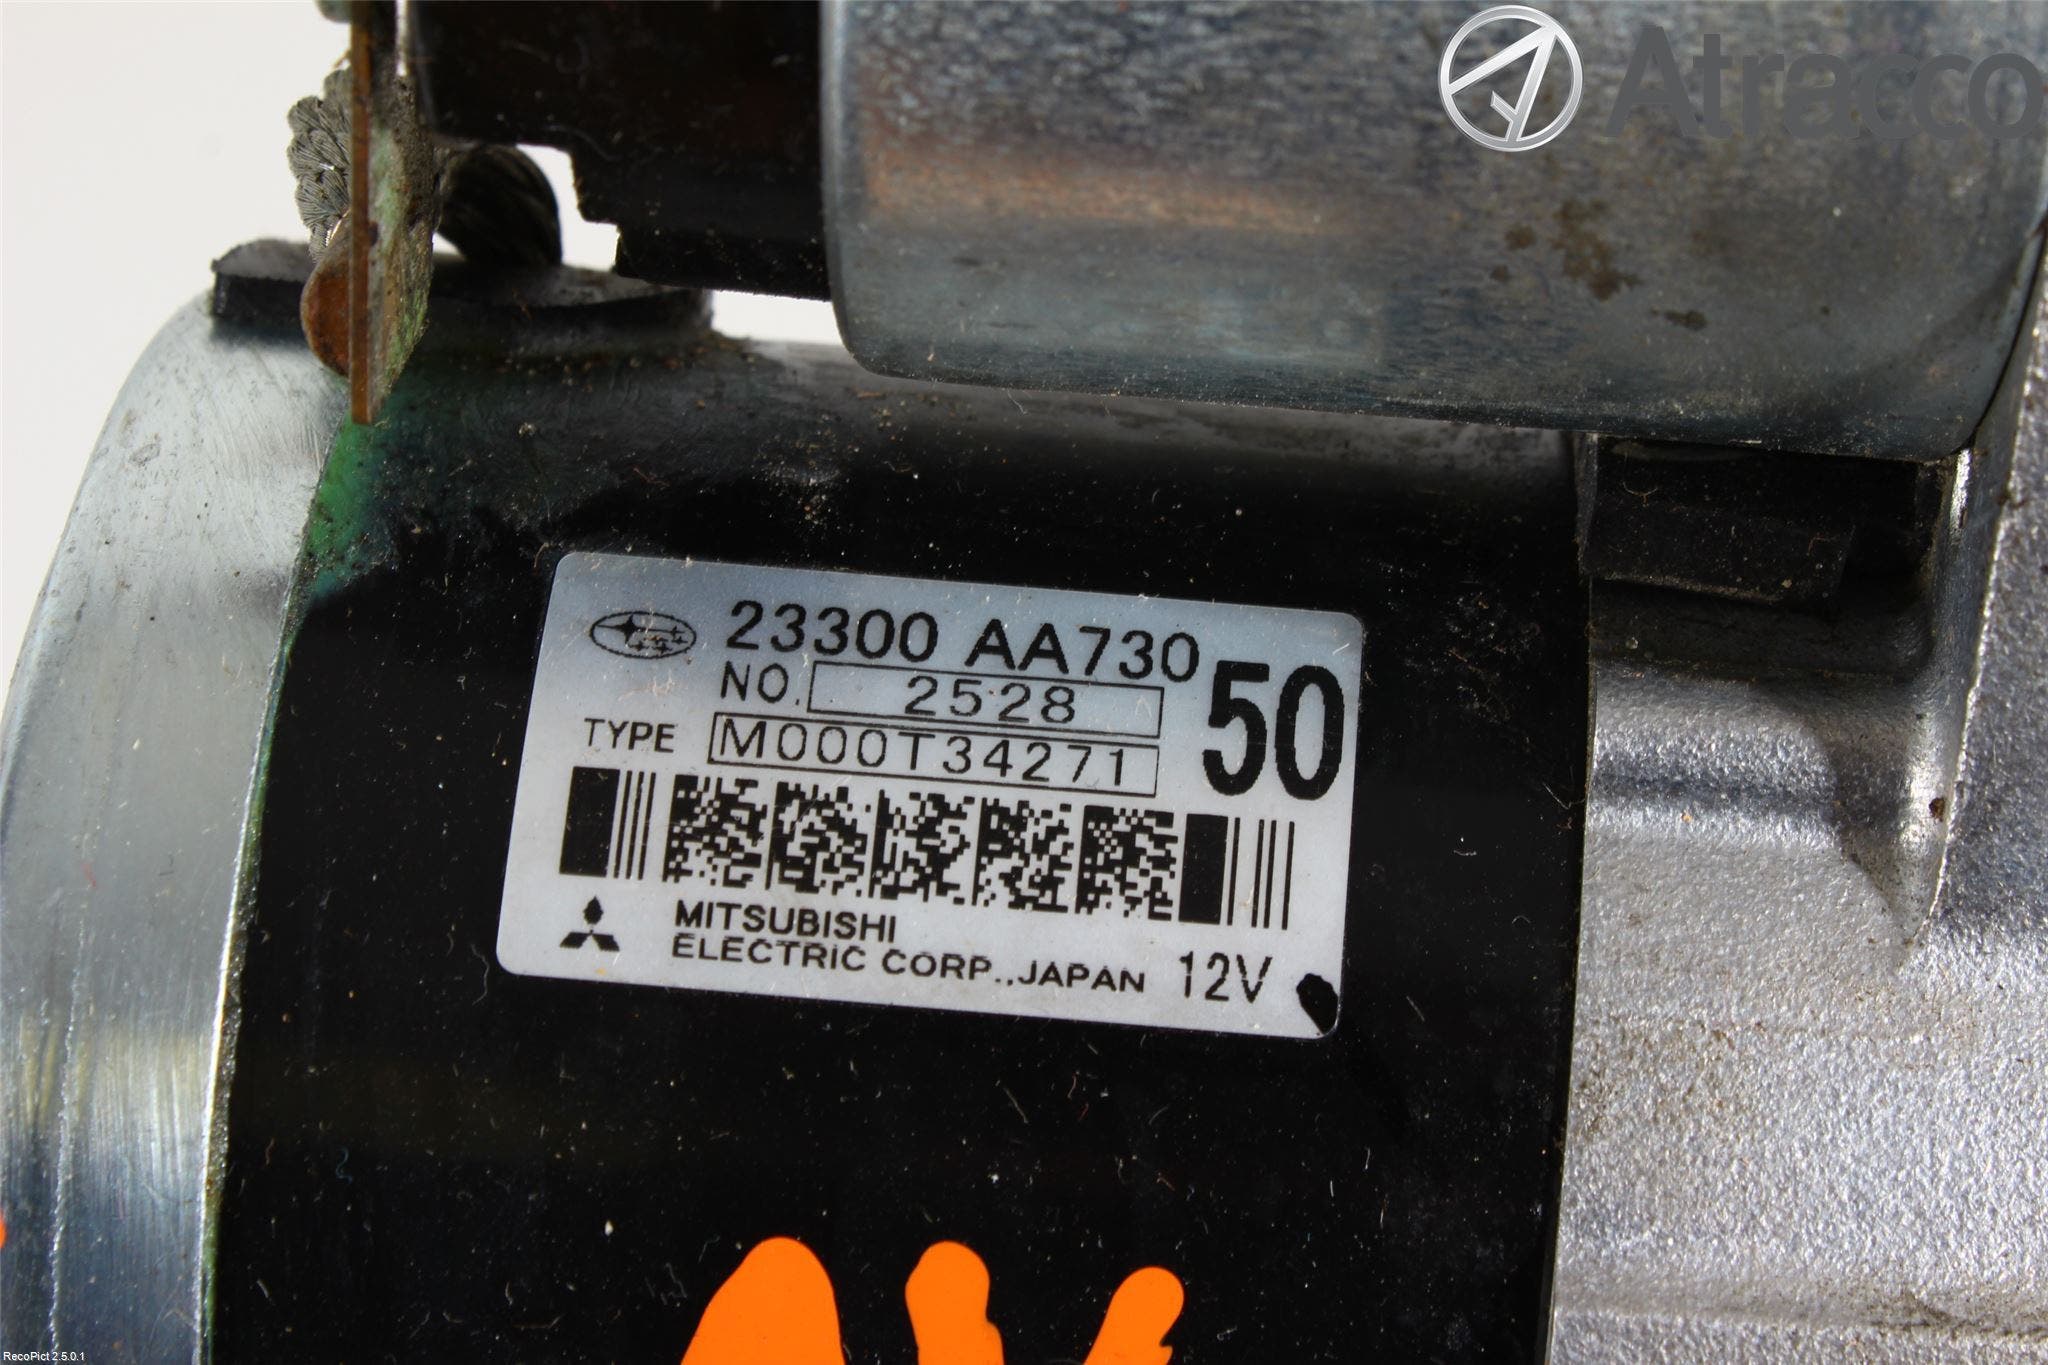 Atracco
23300 AA730
50
NO. 2528
TYPE M000T34271
MITSUBISHI
ELECTRIC CORP.,JAPAN 12V
RecoPict 2.5.0.1